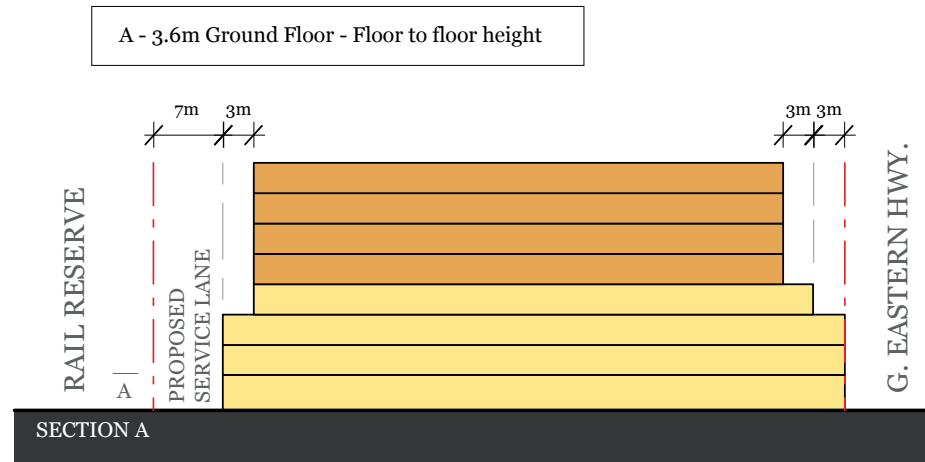 A - 3.6m Ground Floor - Floor to floor height
7m
3m
3m
3m
RAIL RESERVE
A
PROPOSED
SERVICE LANE
G. EASTERN HWY.
SECTION A